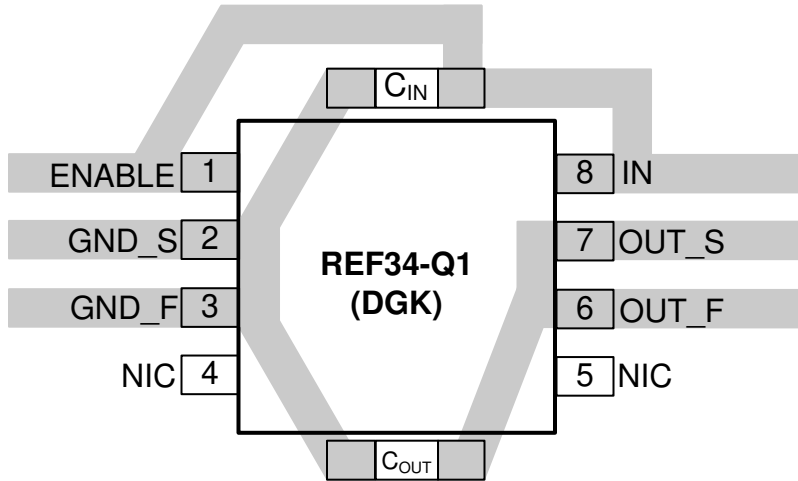 C_IN
ENABLE 1
8 IN
GND_S 2
7 OUT_S
REF34-Q1
(DGK)
GND_F 3
6 OUT_F
NIC 4
5 NIC
C_OUT